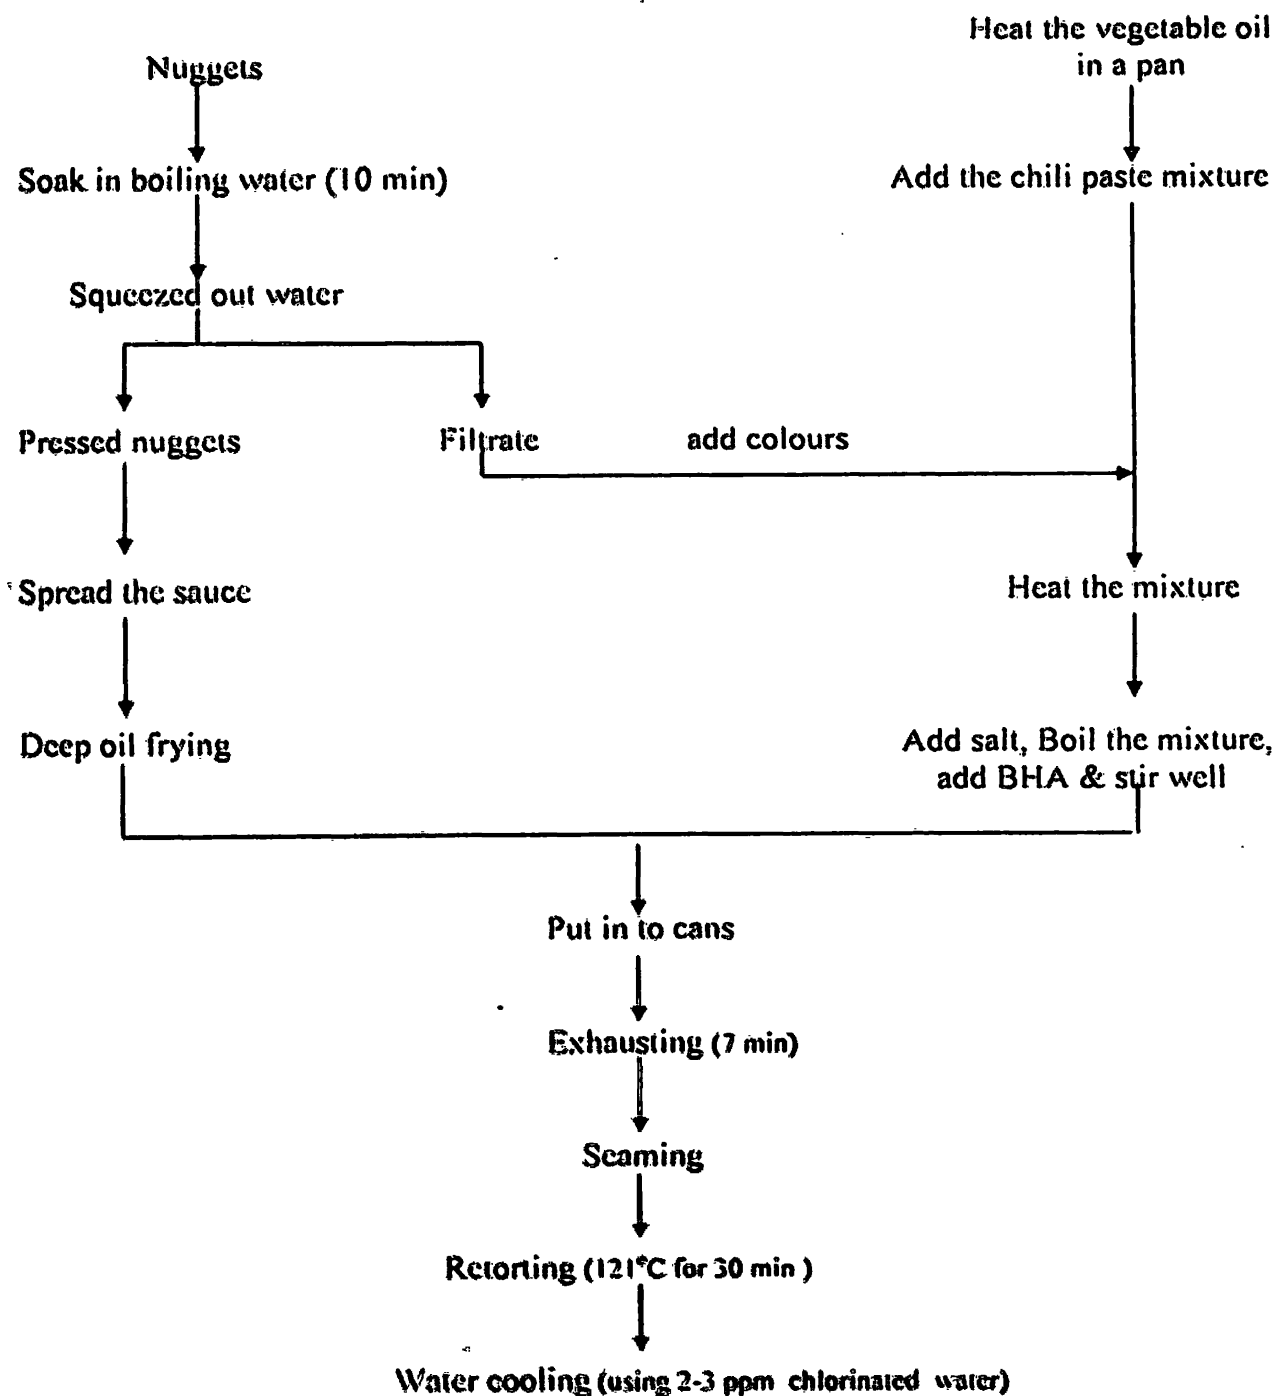 Nuggets
Heat the vegetable oil
in a pan
Soak in boiling water (10 min)
Add the chili paste mixture
Squeezed out water
Pressed nuggets
Filtrate
add colours
Spread the sauce
Heat the mixture
Deep oil frying
Add salt, Boil the mixture,
add BHA & stir well
Put in to cans
Exhausting (7 min)
Seaming
Retorting (121°C for 30 min )
Water cooling (using 2-3 ppm chlorinated water)